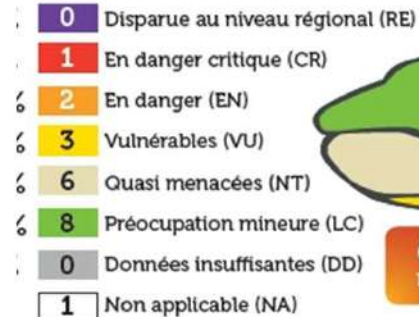 0 Disparue au niveau régional (RE)
1 En danger critique (CR)
2 En danger (EN)
3 Vulnérables (VU)
6 Quasi menacées (NT)
8 Préocupation mineure (LC)
0 Données insuffisantes (DD)
1 Non applicable (NA)